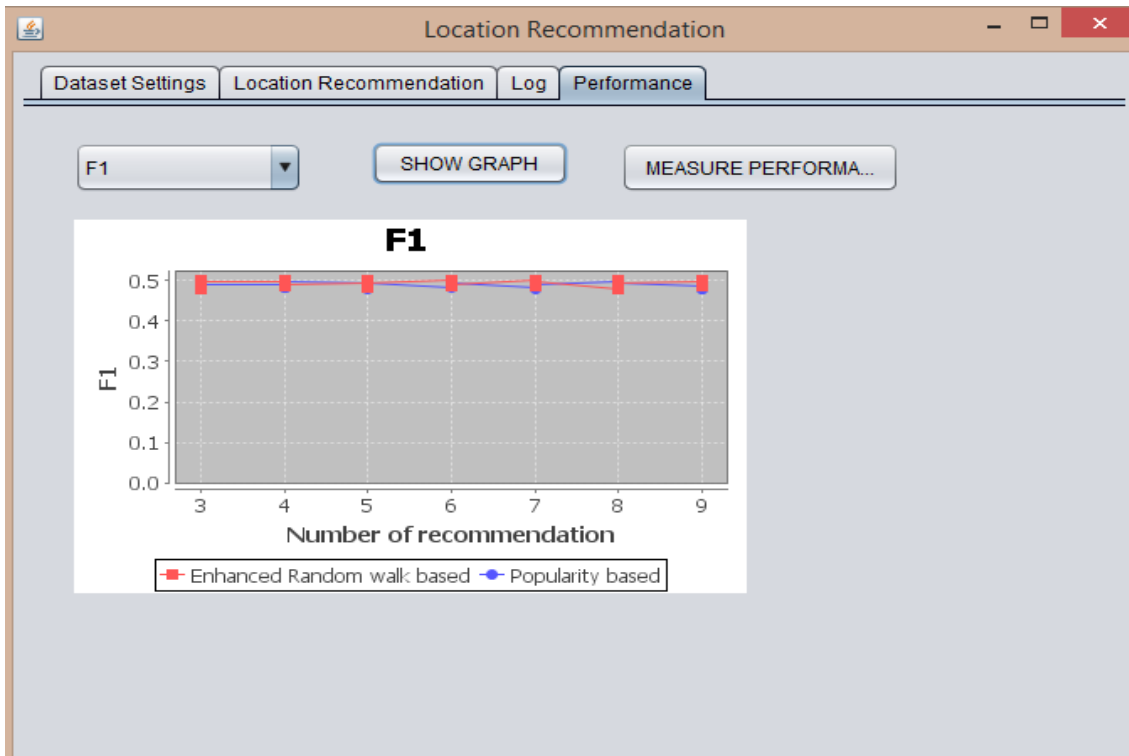 Location Recommendation
Dataset Settings Location Recommendation Log Performance
F1 SHOW GRAPH MEASURE PERFORMA...
F1
0.5
0.4
0.3
0.2
0.1
0.0
F1
3 4 5 6 7 8 9
Number of recommendation
Enhanced Random walk based Popularity based